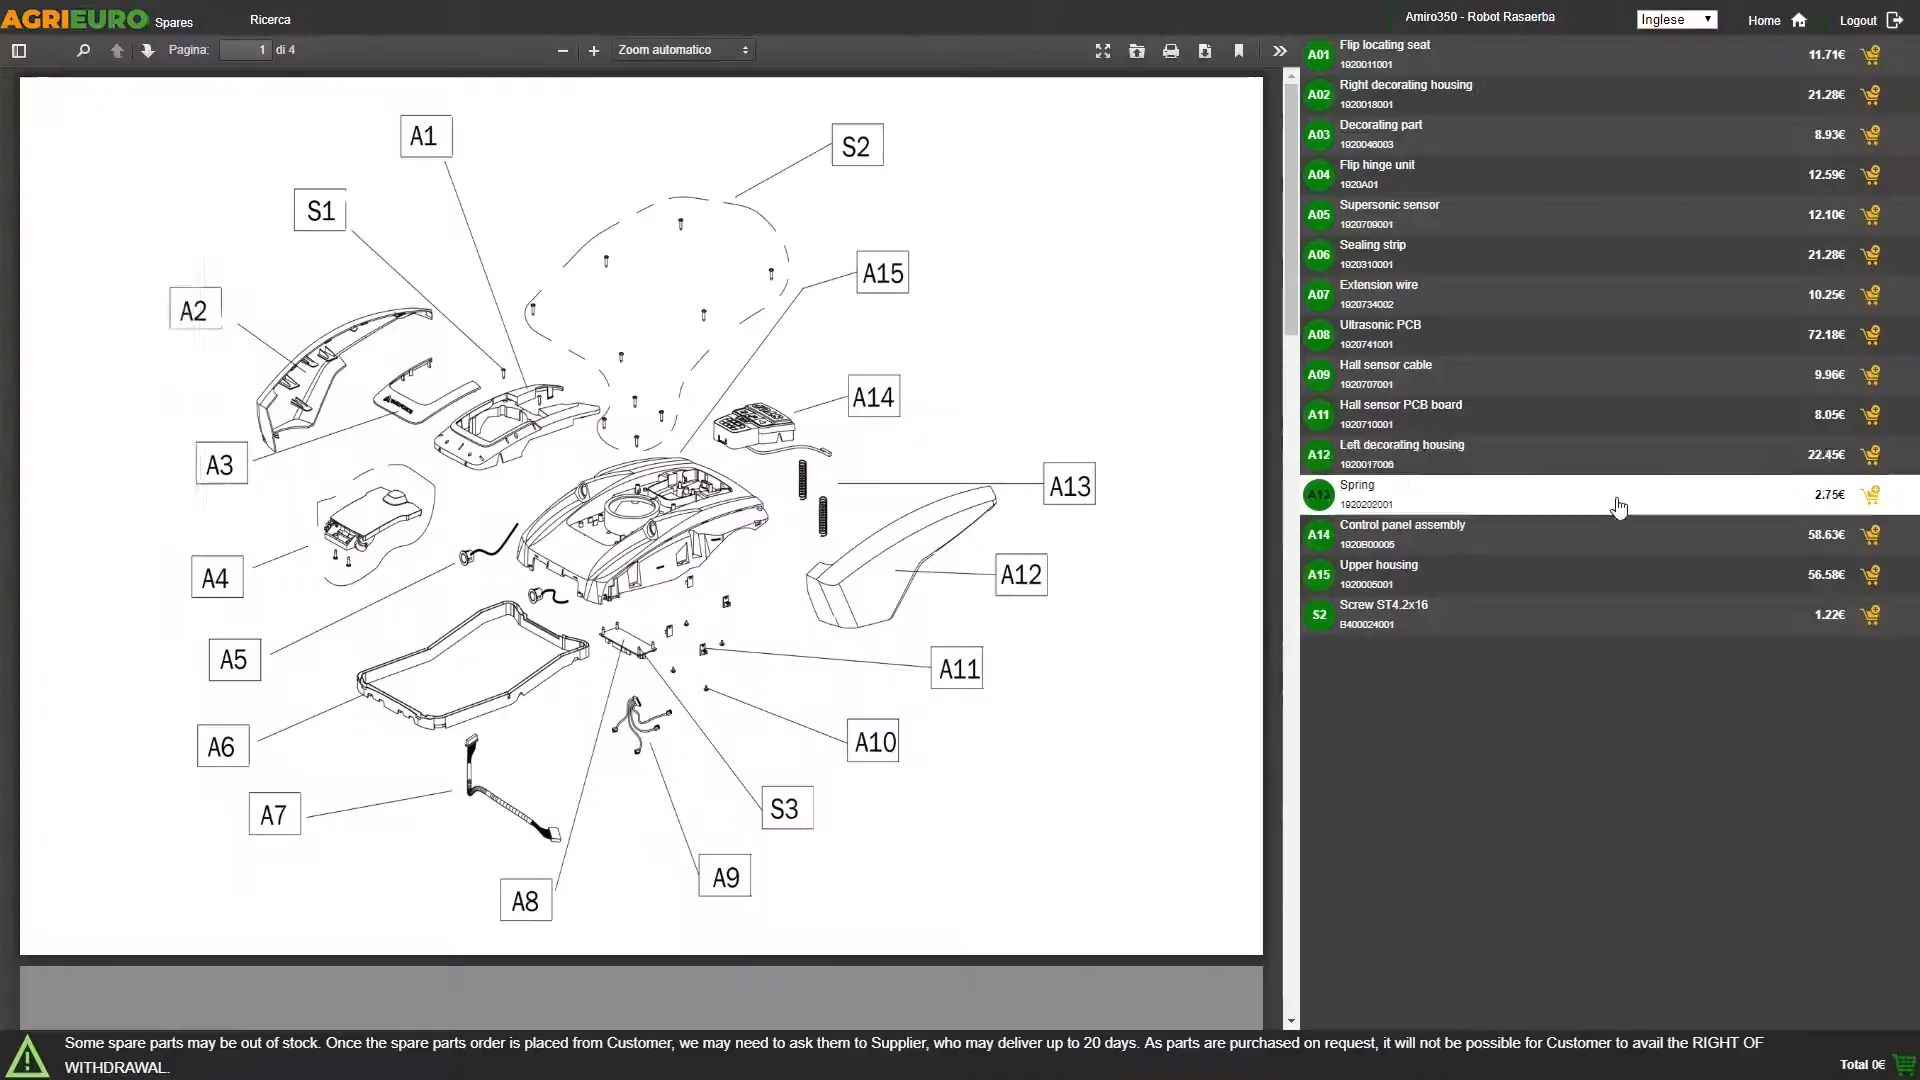 AGRIEURO Spares
Ricerca
Amiro350 - Robot Rasaerba
Inglese
Home
Logout
Pagina: 1 di 4
Zoom automatico
A1
S2
S1
A15
A2
A14
A3
A13
A4
A12
A5
A11
A6
A10
A7
S3
A9
A8
A01 Flip locating seat 11.71€
1920011001
A02 Right decorating housing 21.28€
1920018001
A03 Decorating part 8.93€
1920046003
A04 Flip hinge unit 12.59€
1920A01
A05 Supersonic sensor 12.10€
1920709001
A06 Sealing strip 21.28€
1920310001
A07 Extension wire 10.25€
1920734002
A08 Ultrasonic PCB 72.18€
1920741001
A09 Hall sensor cable 9.96€
1920707001
A11 Hall sensor PCB board 8.05€
1920710001
A12 Left decorating housing 22.45€
1920017006
A13 Spring 2.75€
1920202001
A14 Control panel assembly 58.63€
1920B00005
A15 Upper housing 56.58€
1920005001
S2 Screw ST4.2x16 1.22€
B400024001
Some spare parts may be out of stock. Once the spare parts order is placed from Customer, we may need to ask them to Supplier, who may deliver up to 20 days. As parts are purchased on request, it will not be possible for Customer to avail the RIGHT OF
WITHDRAWAL.
Total 0€